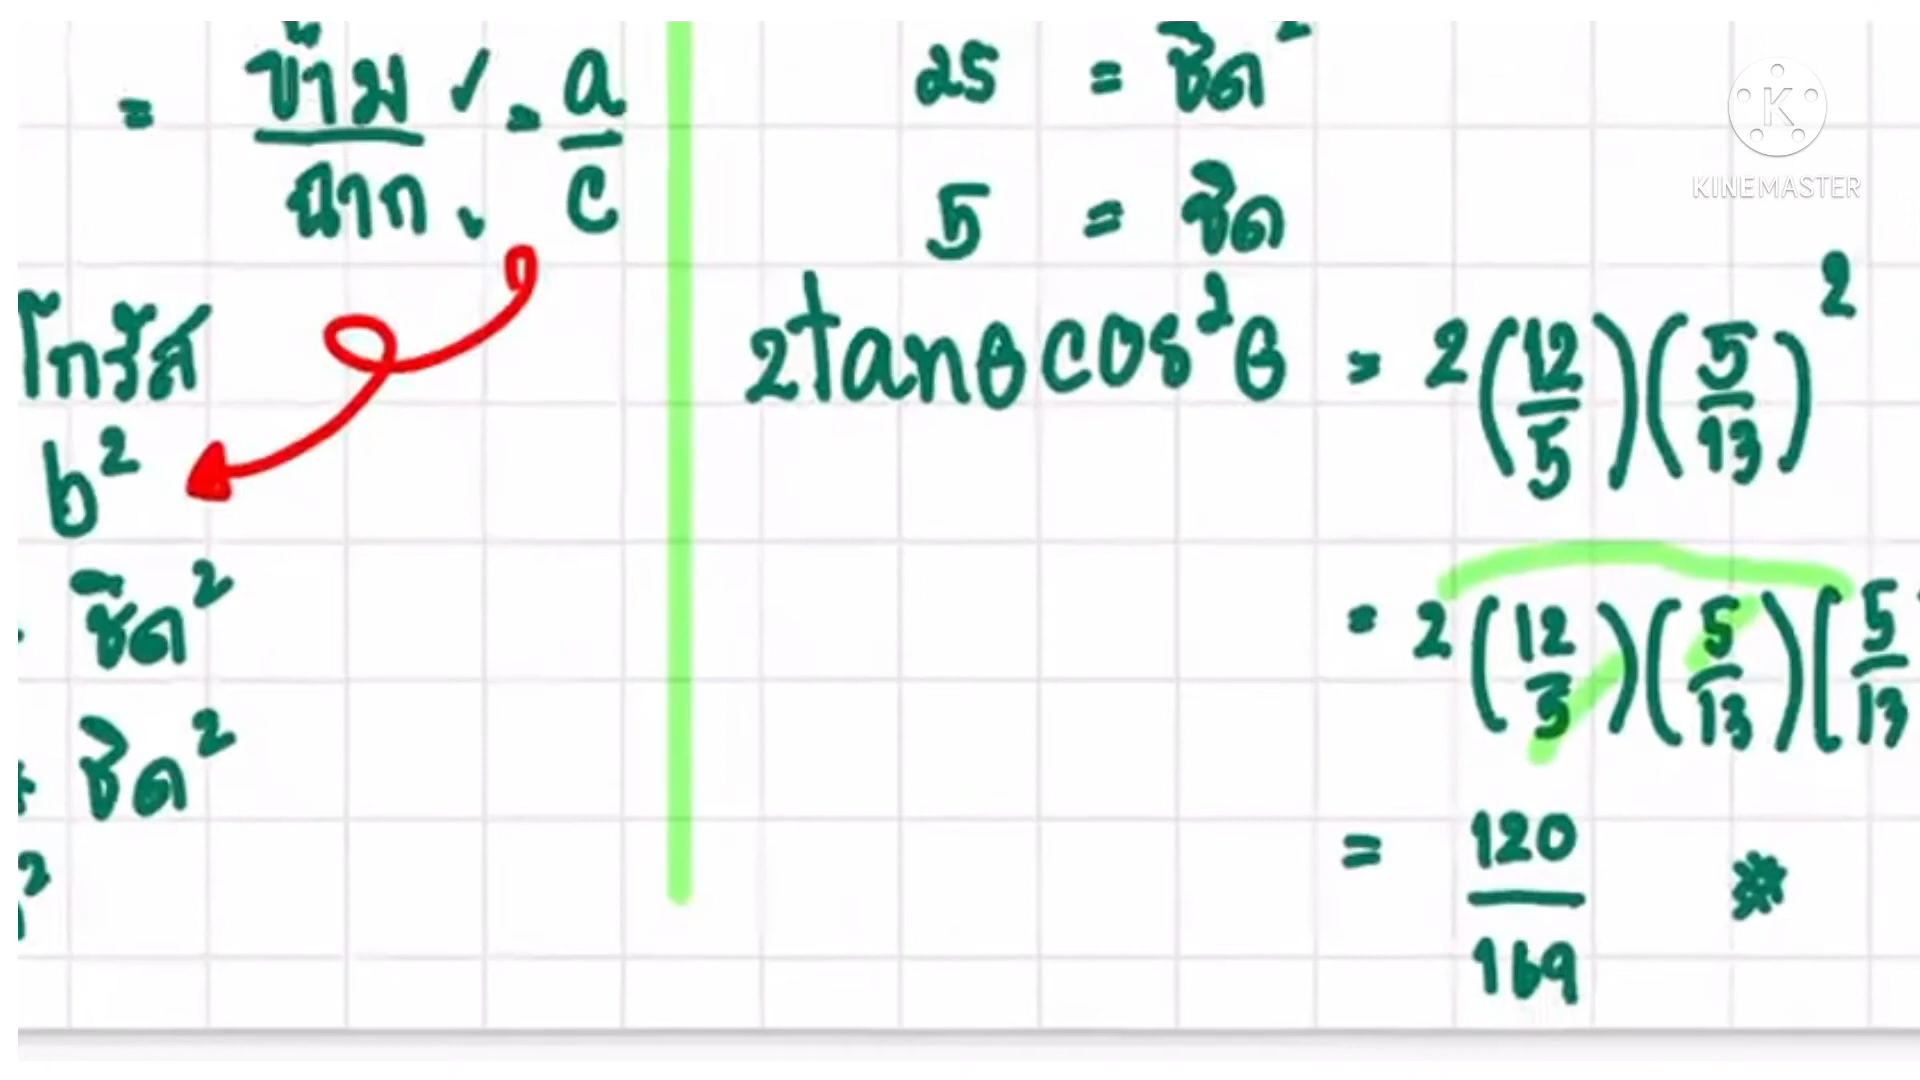 = ข้าม/ฉาก = a/c
โกรัส
b²
ชิด²
+ ชิด²
²
25 = ชิด²
5 = ชิด
2tanθcos²θ = 2(12/5)(5/13)²
= 2(12/5)(5/13)(5/13
= 120/169 *
K
KINEMASTER